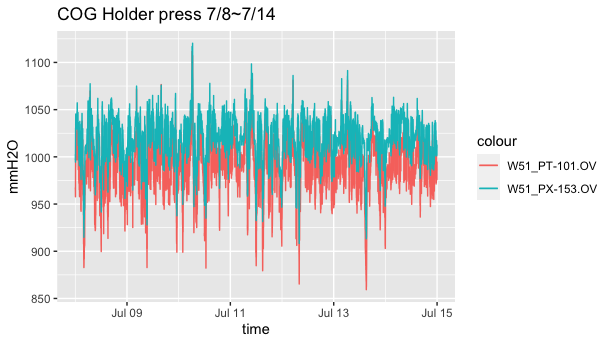 COG Holder press 7/8~7/14
1100
1050
1000
950
900
850
mmH2O
Jul 09
Jul 11
Jul 13
Jul 15
time
colour
W51_PT-101.OV
W51_PX-153.OV